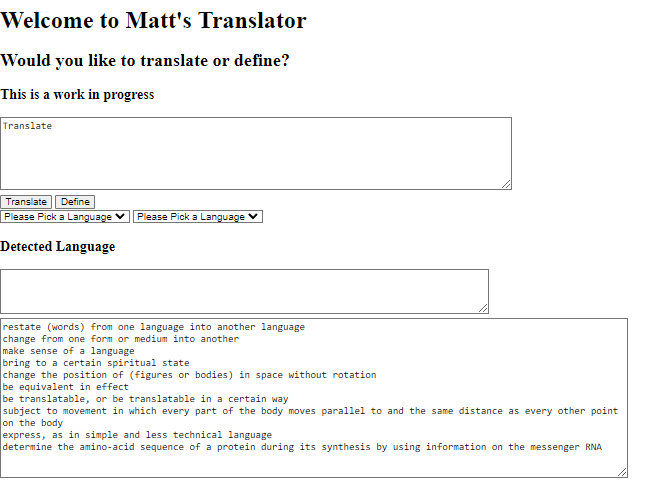 Welcome to Matt's Translator
Would you like to translate or define?
This is a work in progress
Translate
Translate Define
Please Pick a Language Please Pick a Language
Detected Language
restate (words) from one language into another language
change from one form or medium into another
make sense of a language
bring to a certain spiritual state
change the position of (figures or bodies) in space without rotation
be equivalent in effect
be translatable, or be translatable in a certain way
subject to movement in which every part of the body moves parallel to and the same distance as every other point
on the body
express, as in simple and less technical language
determine the amino-acid sequence of a protein during its synthesis by using information on the messenger RNA